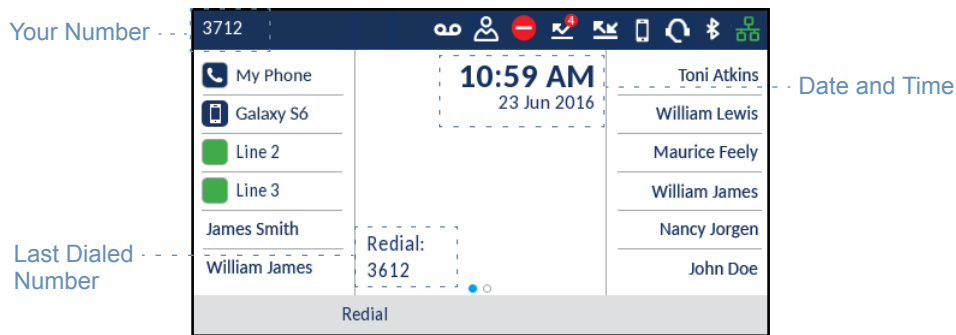 Your Number
3712
4
My Phone
10:59 AM
Toni Atkins
Date and Time
Galaxy S6
23 Jun 2016
William Lewis
Line 2
Maurice Feely
Line 3
William James
James Smith
Redial:
Nancy Jorgen
Last Dialed
Number
William James
3612
John Doe
Redial